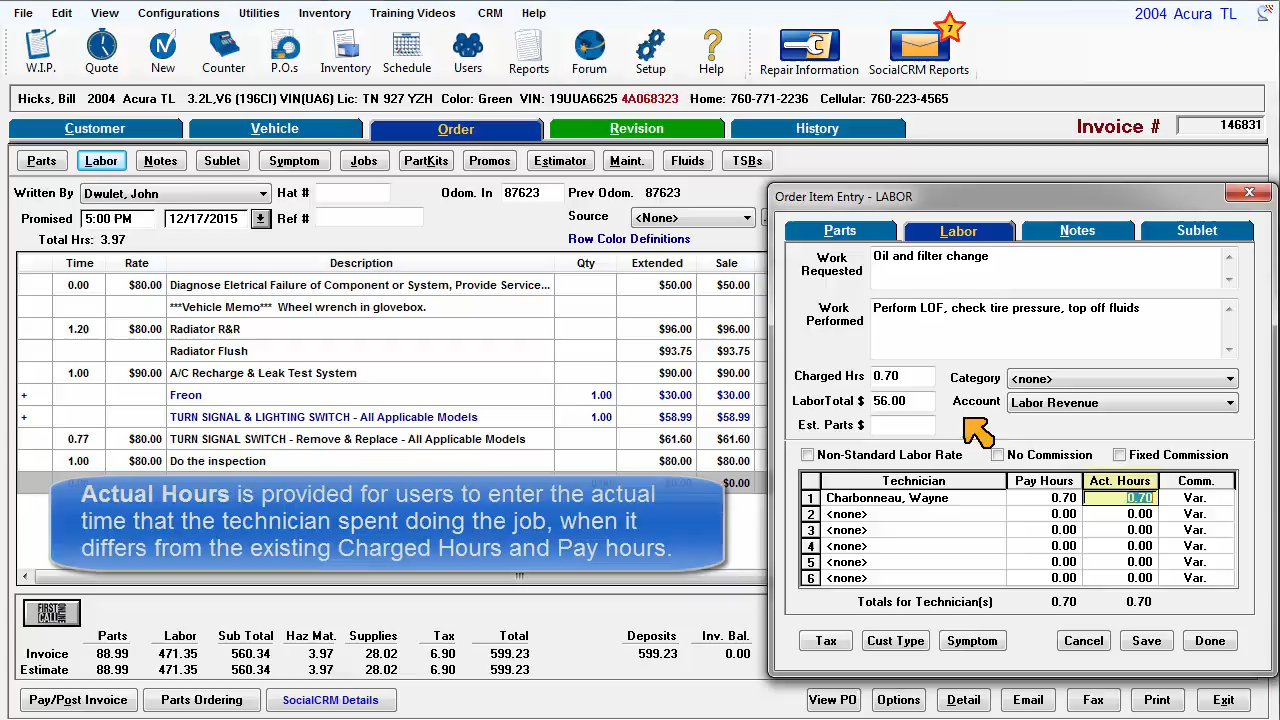 File Edit View Configurations Utilities Inventory Training Videos CRM Help 2004 Acura TL
7
W.I.P. Quote New Counter P.O.s Inventory Schedule Users Reports Forum Setup Help Repair Information SocialCRM Reports
Hicks, Bill 2004 Acura TL 3.2L,V6 (196CI) VIN(UA6) Lic: TN 927 YZH Color: Green VIN: 19UUA6625 4A068323 Home: 760-771-2236 Cellular: 760-223-4565
Customer Vehicle Order Revision History Invoice # 146831
Parts Labor Notes Sublet Symptom Jobs PartKits Promos Estimator Maint. Fluids TSBs
Written By Dwulet, John Hat # Odom. In 87623 Prev Odom. 87623
Promised 5:00 PM 12/17/2015 Ref # Source <None>
Total Hrs: 3.97 Row Color Definitions
Time Rate Description Qty Extended Sale
0.00 $80.00 Diagnose Eletrical Failure of Component or System, Provide Service... $50.00 $50.00
***Vehicle Memo*** Wheel wrench in glovebox.
1.20 $80.00 Radiator R&R $96.00 $96.00
Radiator Flush $93.75 $93.75
1.00 $90.00 A/C Recharge & Leak Test System $90.00 $90.00
+ Freon 1.00 $30.00 $30.00
+ TURN SIGNAL & LIGHTING SWITCH - All Applicable Models 1.00 $58.99 $58.99
0.77 $80.00 TURN SIGNAL SWITCH - Remove & Replace - All Applicable Models $61.60 $61.60
1.00 $80.00 Do the inspection $80.00 $80.00
$0.00 $0.00
Actual Hours is provided for users to enter the actual
time that the technician spent doing the job, when it
differs from the existing Charged Hours and Pay hours.
FIRST CALL
Parts Labor Sub Total Haz Mat. Supplies Tax Total Deposits Inv. Bal.
Invoice 88.99 471.35 560.34 3.97 28.02 6.90 599.23 599.23 0.00
Estimate 88.99 471.35 560.34 3.97 28.02 6.90 599.23
Pay/Post Invoice Parts Ordering SocialCRM Details View PO Options Detail Email Fax Print Exit
Order Item Entry - LABOR
Parts Labor Notes Sublet
Work Requested Oil and filter change
Work Performed Perform LOF, check tire pressure, top off fluids
Charged Hrs 0.70 Category <none>
LaborTotal $ 56.00 Account Labor Revenue
Est. Parts $
Non-Standard Labor Rate No Commission Fixed Commission
Technician Pay Hours Act. Hours Comm.
1 Charbonneau, Wayne 0.70 0.70 Var.
2 <none> 0.00 0.00 Var.
3 <none> 0.00 0.00 Var.
4 <none> 0.00 0.00 Var.
5 <none> 0.00 0.00 Var.
6 <none> 0.00 0.00 Var.
Totals for Technician(s) 0.70 0.70
Tax Cust Type Symptom Cancel Save Done